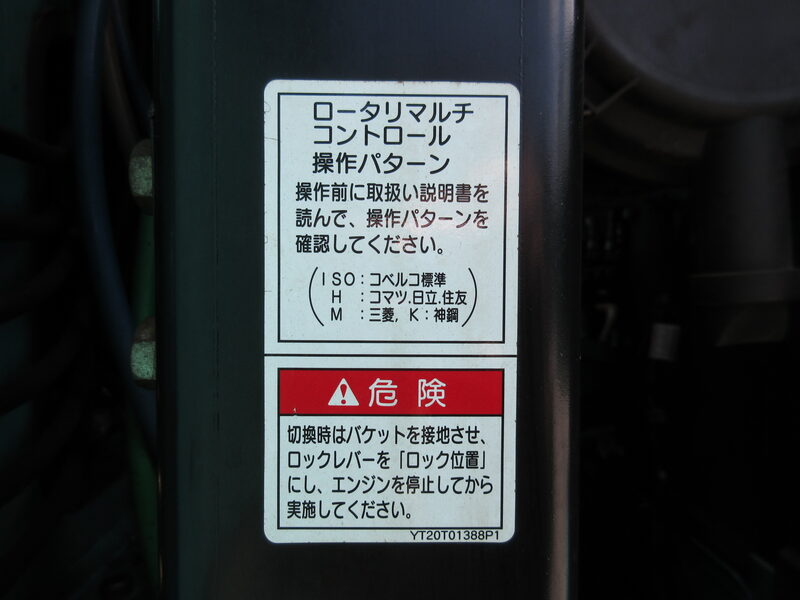 ロータリマルチ
コントロール
操作パターン
操作前に取扱い説明書を
読んで、操作パターンを
確認してください。
ISO：コベルコ標準
H ：コマツ.日立.住友
M ：三菱, K：神鋼
危険
切換時はバケットを接地させ、
ロックレバーを「ロック位置」
にし、エンジンを停止してから
実施してください。
YT20T01388P1